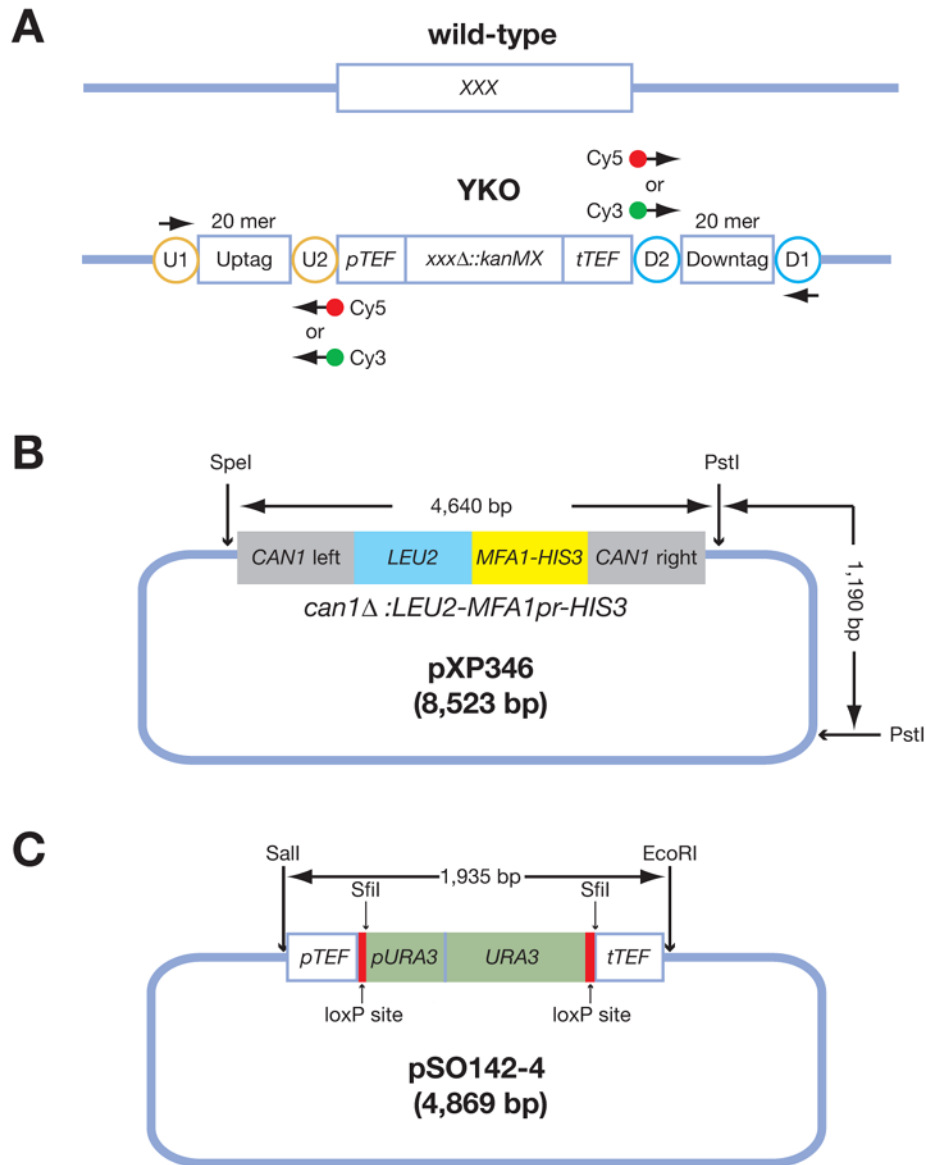 A
wild-type
XXX
Cy5
or
Cy3
YKO
20 mer
20 mer
U1
Uptag
U2
pTEF
xxxΔ::kanMX
tTEF
D2
Downtag
D1
Cy5
or
Cy3
B
SpeI
PstI
4,640 bp
CAN1 left
LEU2
MFA1-HIS3
CAN1 right
can1Δ :LEU2-MFA1pr-HIS3
1,190 bp
pXP346
(8,523 bp)
PstI
C
SalI
EcoRI
1,935 bp
SfiI
SfiI
pTEF
pURA3
URA3
tTEF
loxP site
loxP site
pSO142-4
(4,869 bp)